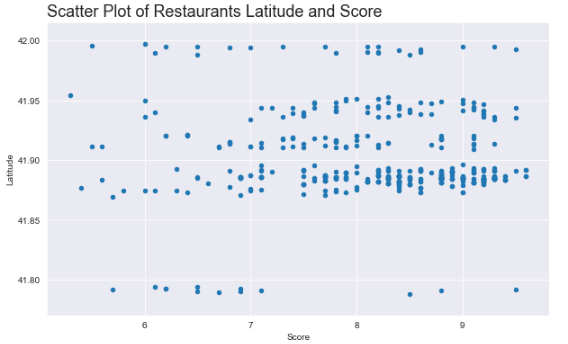 Scatter Plot of Restaurants Latitude and Score
42.00
41.95
41.90
41.85
41.80
Latitude
6 7 8 9
Score